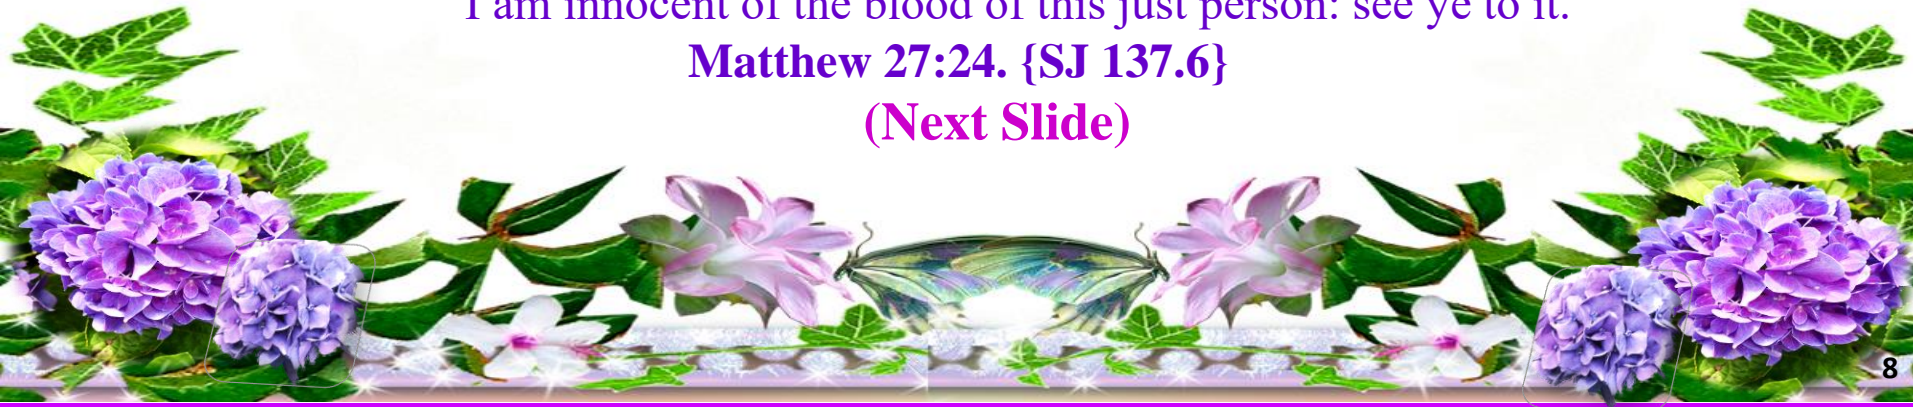 I am innocent of the blood of this just person: see ye to it.
Matthew 27:24. {SJ 137.6}
(Next Slide)
8